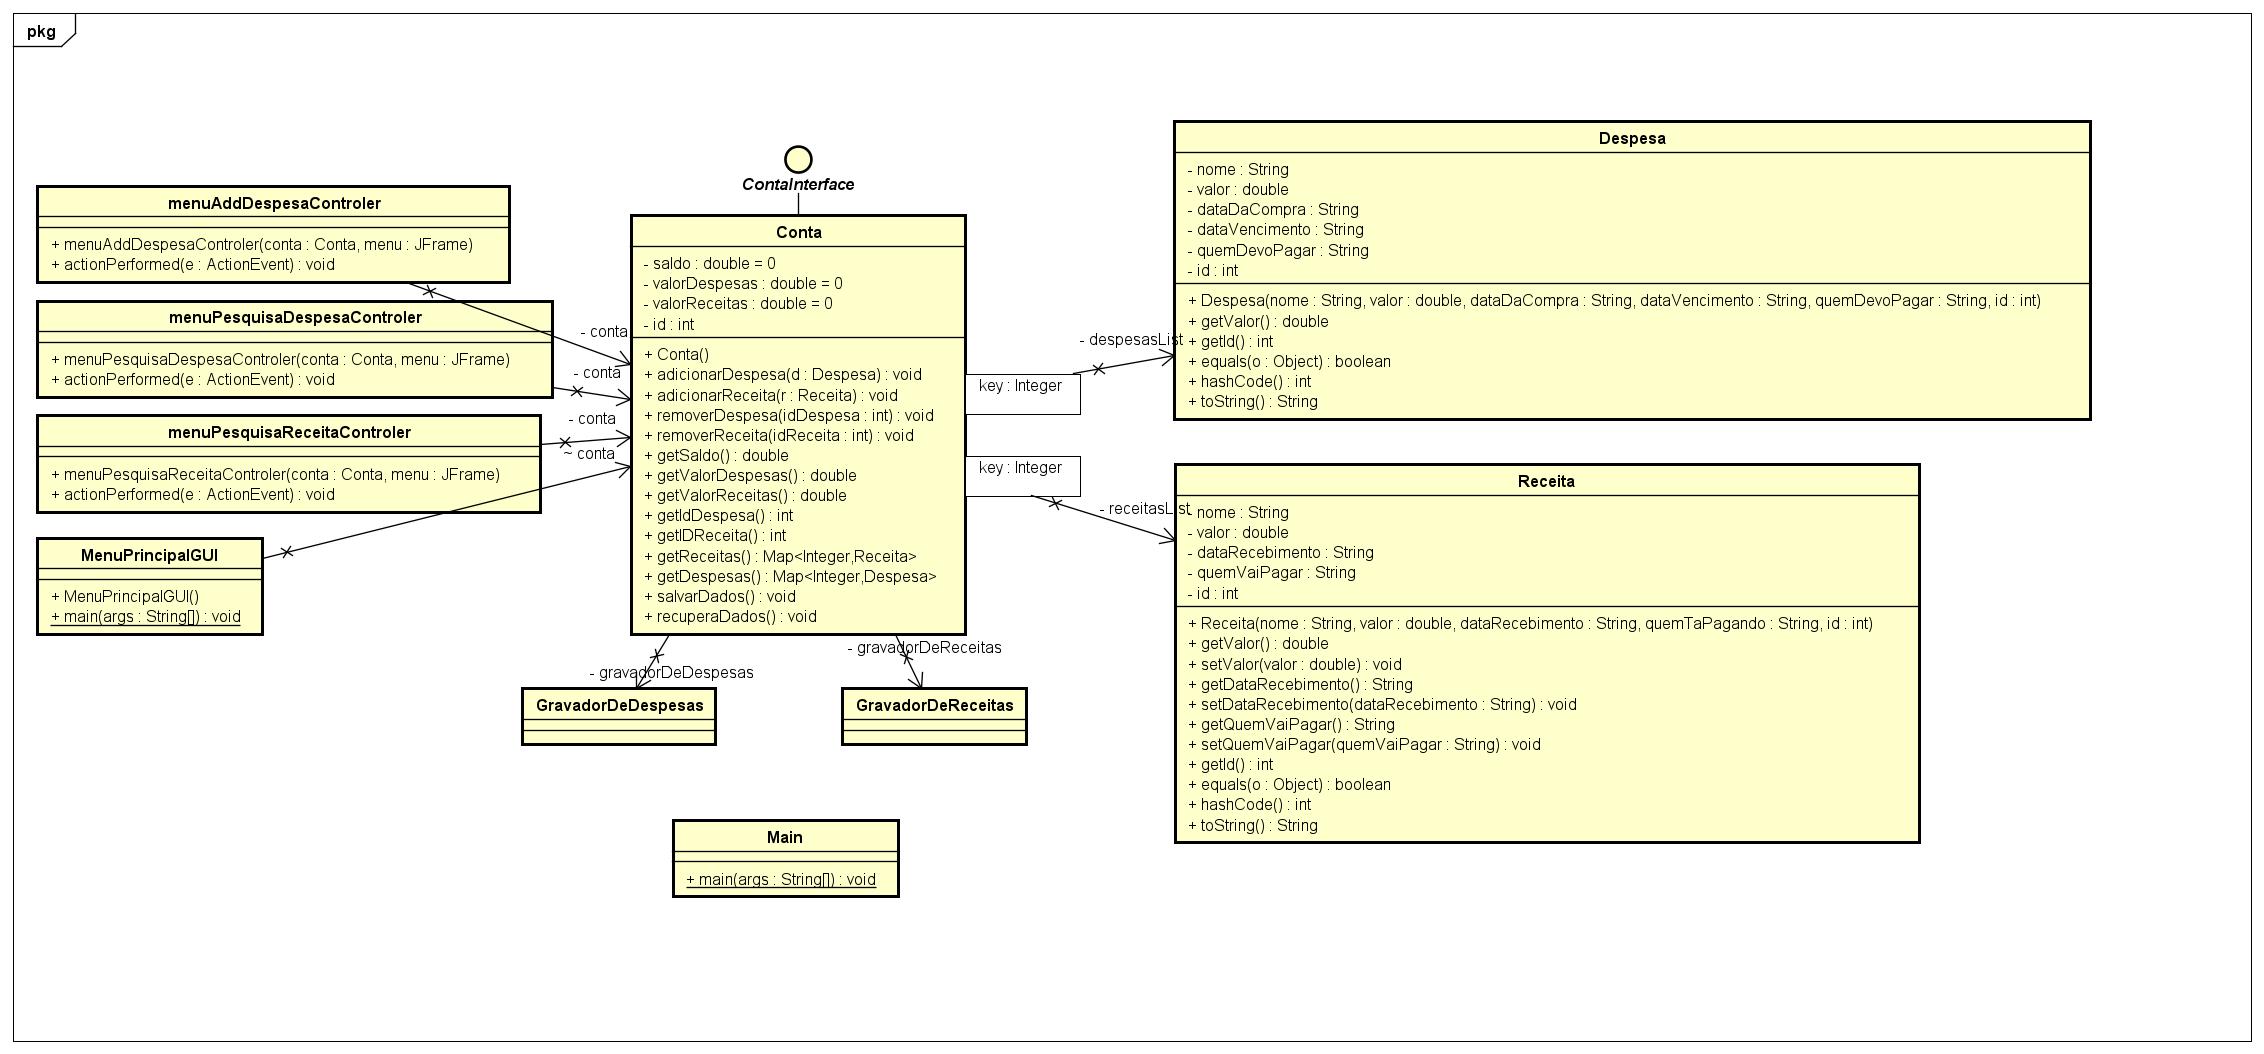 pkg
menuAddDespesaControler
+ menuAddDespesaControler(conta : Conta, menu : JFrame)
+ actionPerformed(e : ActionEvent) : void
menuPesquisaDespesaControler
+ menuPesquisaDespesaControler(conta : Conta, menu : JFrame)
+ actionPerformed(e : ActionEvent) : void
menuPesquisaReceitaControler
+ menuPesquisaReceitaControler(conta : Conta, menu : JFrame)
+ actionPerformed(e : ActionEvent) : void
MenuPrincipalGUI
+ MenuPrincipalGUI()
+ main(args : String[]) : void
- conta
- conta
- conta
~ conta
ContaInterface
Conta
- saldo : double = 0
- valorDespesas : double = 0
- valorReceitas : double = 0
- id : int
+ Conta()
+ adicionarDespesa(d : Despesa) : void
+ adicionarReceita(r : Receita) : void
+ removerDespesa(idDespesa : int) : void
+ removerReceita(idReceita : int) : void
+ getSaldo() : double
+ getValorDespesas() : double
+ getValorReceitas() : double
+ getIdDespesa() : int
+ getIDReceita() : int
+ getReceitas() : Map<Integer,Receita>
+ getDespesas() : Map<Integer,Despesa>
+ salvarDados() : void
+ recuperaDados() : void
key : Integer
key : Integer
- despesasList
- receitasList
- gravadorDeDespesas
- gravadorDeReceitas
GravadorDeDespesas
GravadorDeReceitas
Main
+ main(args : String[]) : void
Despesa
- nome : String
- valor : double
- dataDaCompra : String
- dataVencimento : String
- quemDevoPagar : String
- id : int
+ Despesa(nome : String, valor : double, dataDaCompra : String, dataVencimento : String, quemDevoPagar : String, id : int)
+ getValor() : double
+ getId() : int
+ equals(o : Object) : boolean
+ hashCode() : int
+ toString() : String
Receita
- nome : String
- valor : double
- dataRecebimento : String
- quemVaiPagar : String
- id : int
+ Receita(nome : String, valor : double, dataRecebimento : String, quemTaPagando : String, id : int)
+ getValor() : double
+ setValor(valor : double) : void
+ getDataRecebimento() : String
+ setDataRecebimento(dataRecebimento : String) : void
+ getQuemVaiPagar() : String
+ setQuemVaiPagar(quemVaiPagar : String) : void
+ getId() : int
+ equals(o : Object) : boolean
+ hashCode() : int
+ toString() : String